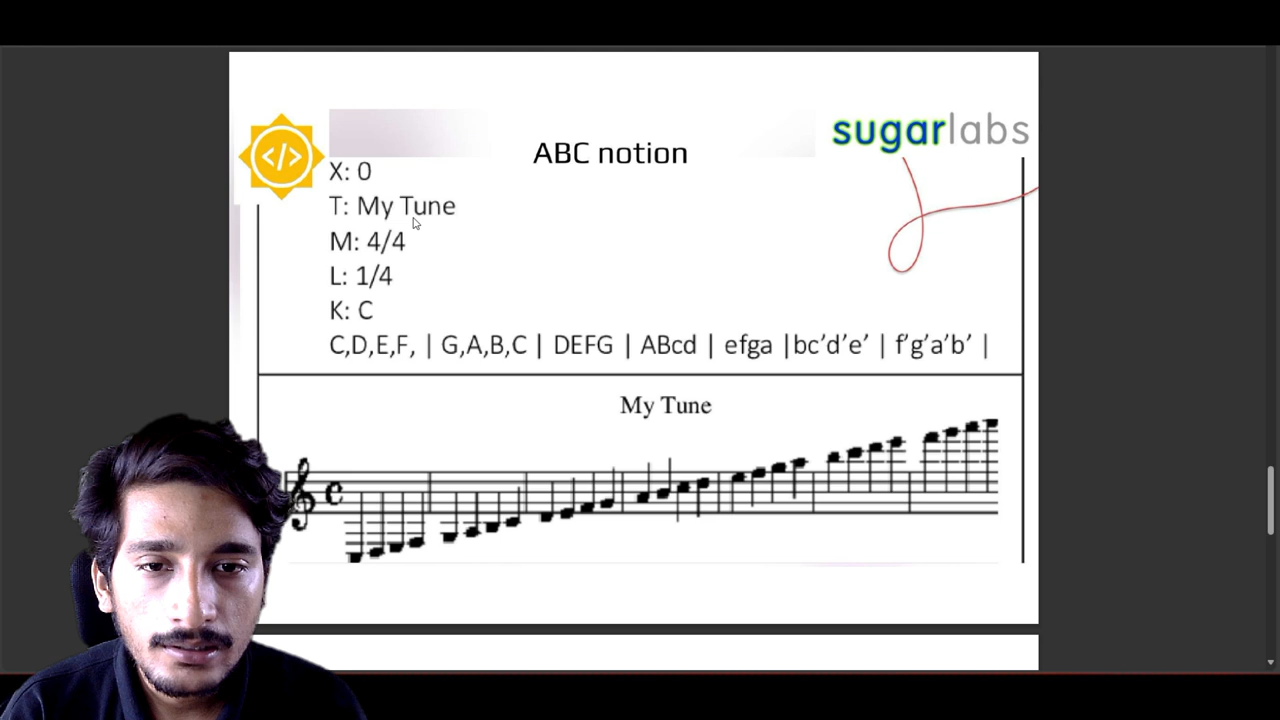 sugarlabs
ABC notion
</>
X: 0
T: My Tune
M: 4/4
L: 1/4
K: C
C,D,E,F, | G,A,B,C | DEFG | ABcd | efga |bc’d’e’ | f’g’a’b’ |
My Tune